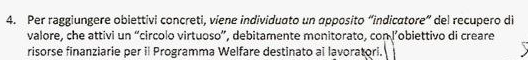 4. Per raggiungere obiettivi concreti, viene individuato un apposito "indicatore" del recupero di
valore, che attivi un "circolo virtuoso", debitamente monitorato, con l'obiettivo di creare
risorse finanziarie per il Programma Welfare destinato ai lavoratori.